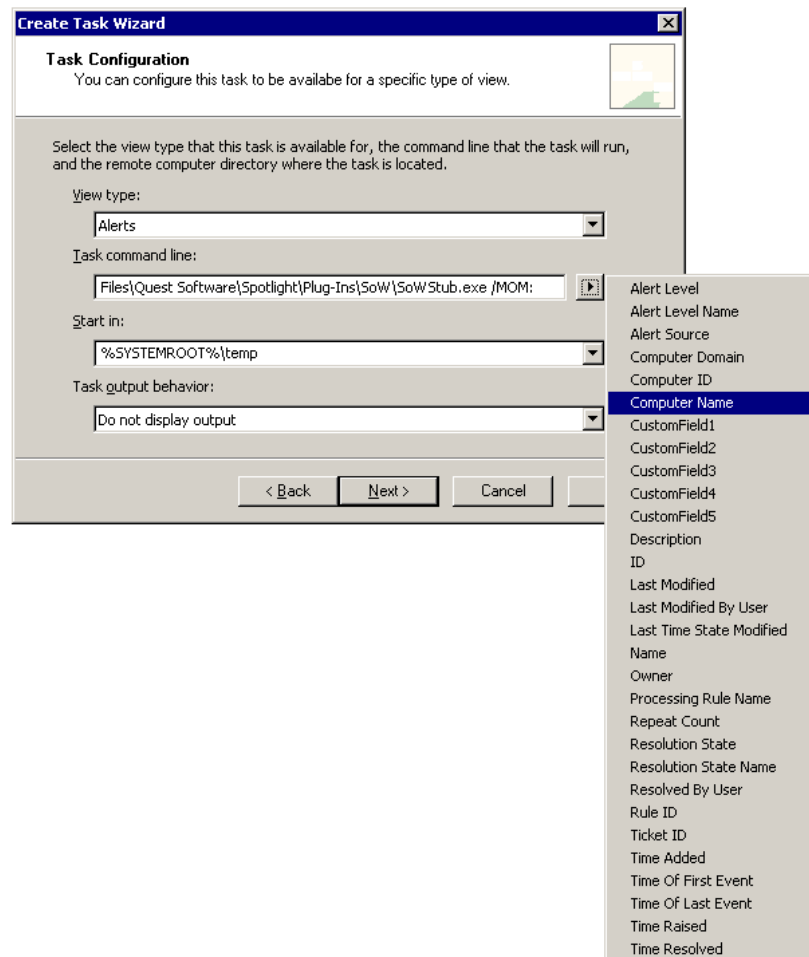 Create Task Wizard
Task Configuration
You can configure this task to be availabe for a specific type of view.
Select the view type that this task is available for, the command line that the task will run,
and the remote computer directory where the task is located.
View type:
Alerts
Task command line:
Files\Quest Software\Spotlight\Plug-Ins\SoW\SoWStub.exe /MOM:
Start in:
%SYSTEMROOT%\temp
Task output behavior:
Do not display output
< Back
Next >
Cancel
Alert Level
Alert Level Name
Alert Source
Computer Domain
Computer ID
Computer Name
CustomField1
CustomField2
CustomField3
CustomField4
CustomField5
Description
ID
Last Modified
Last Modified By User
Last Time State Modified
Name
Owner
Processing Rule Name
Repeat Count
Resolution State
Resolution State Name
Resolved By User
Rule ID
Ticket ID
Time Added
Time Of First Event
Time Of Last Event
Time Raised
Time Resolved